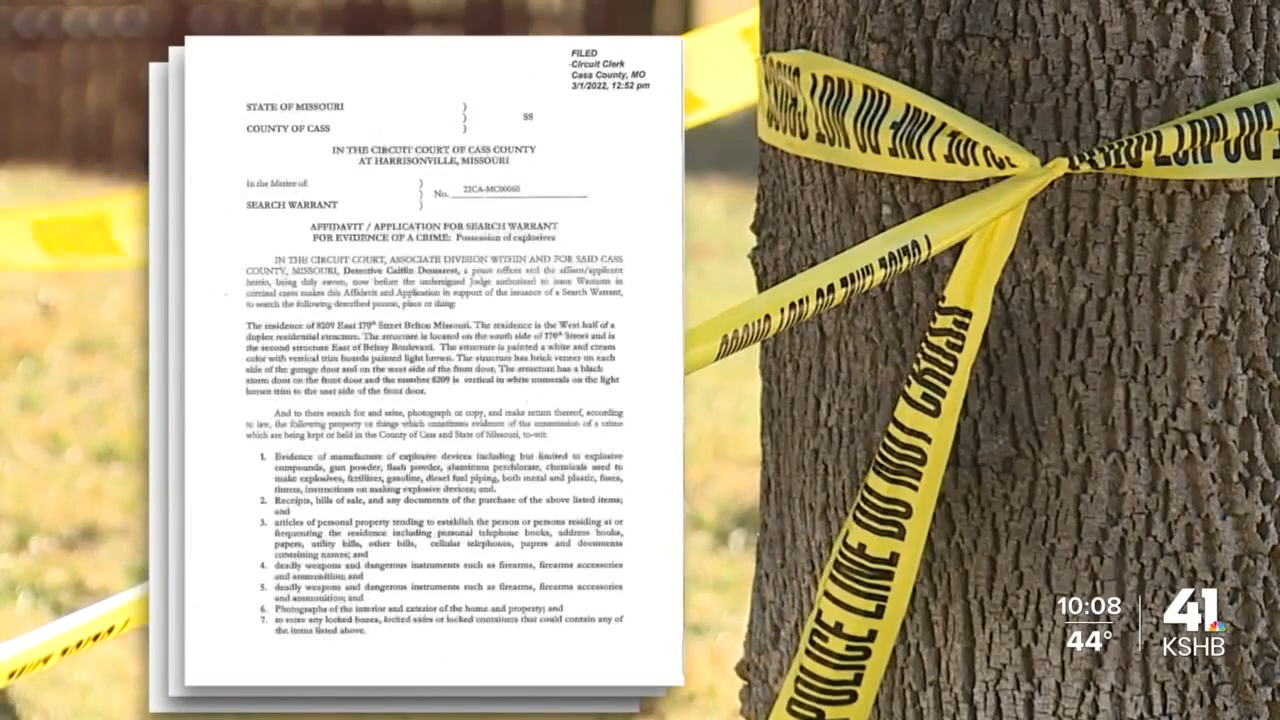 FILED
Circuit Clerk
Cass County, MO
3/1/2022, 12:52 pm
STATE OF MISSOURI )
) SS
COUNTY OF CASS )
IN THE CIRCUIT COURT OF CASS COUNTY
AT HARRISONVILLE, MISSOURI
In the Matter of: )
) No. 22CA-MC00060
SEARCH WARRANT )
AFFIDAVIT / APPLICATION FOR SEARCH WARRANT
FOR EVIDENCE OF A CRIME: Possession of explosives
IN THE CIRCUIT COURT, ASSOCIATE DIVISION WITHIN AND FOR SAID CASS
COUNTY, MISSOURI, Detective Caitlin Demarest, a peace officer and the affiant/applicant
herein, being duly sworn, now before the undersigned Judge authorized to issue Warrants in
criminal cases makes this Affidavit and Application in support of the issuance of a Search Warrant,
to search the following described person, place or thing:
The residence of 8209 East 170th Street Belton Missouri. The residence is the West half of a
duplex residential structure. The structure is located on the south side of 170th Street and is
the second structure East of Belray Boulevard. The structure is painted a white and cream
color with vertical trim boards painted light brown. The structure has brick veneer on each
side of the garage door and on the west side of the front door. The structure has a black
storm door on the front door and the number 8209 is vertical in white numerals on the light
brown trim to the east side of the front door.
And to there search for and seize, photograph or copy, and make return thereof, according
to law, the following property or things which constitutes evidence of the commission of a crime
which are being kept or held in the County of Cass and State of Missouri, to-wit:
1. Evidence of manufacture of explosive devices including but limited to explosive
compounds, gun powder, flash powder, aluminum perchlorate, chemicals used to
make explosives, fertilizer, gasoline, diesel fuel piping, both metal and plastic, fuses,
timers, instructions on making explosive devices; and.
2. Receipts, bills of sale, and any documents of the purchase of the above listed items;
and
3. articles of personal property tending to establish the person or persons residing at or
frequenting the residence including personal telephone books, address books,
papers, utility bills, other bills, cellular telephones, papers and documents
containing names; and
4. deadly weapons and dangerous instruments such as firearms, firearms accessories
and ammunition; and
5. deadly weapons and dangerous instruments such as firearms, firearms accessories
and ammunition; and
6. Photographs of the interior and exterior of the home and property; and
7. to seize any locked boxes, locked safes or locked containers that could contain any of
the items listed above.
POLICE LINE DO NOT CROSS
POLICE LINE DO NOT CROSS
DO NOT CROSS
POLICE LINE DO NOT CROSS
10:08
44°
41
KSHB